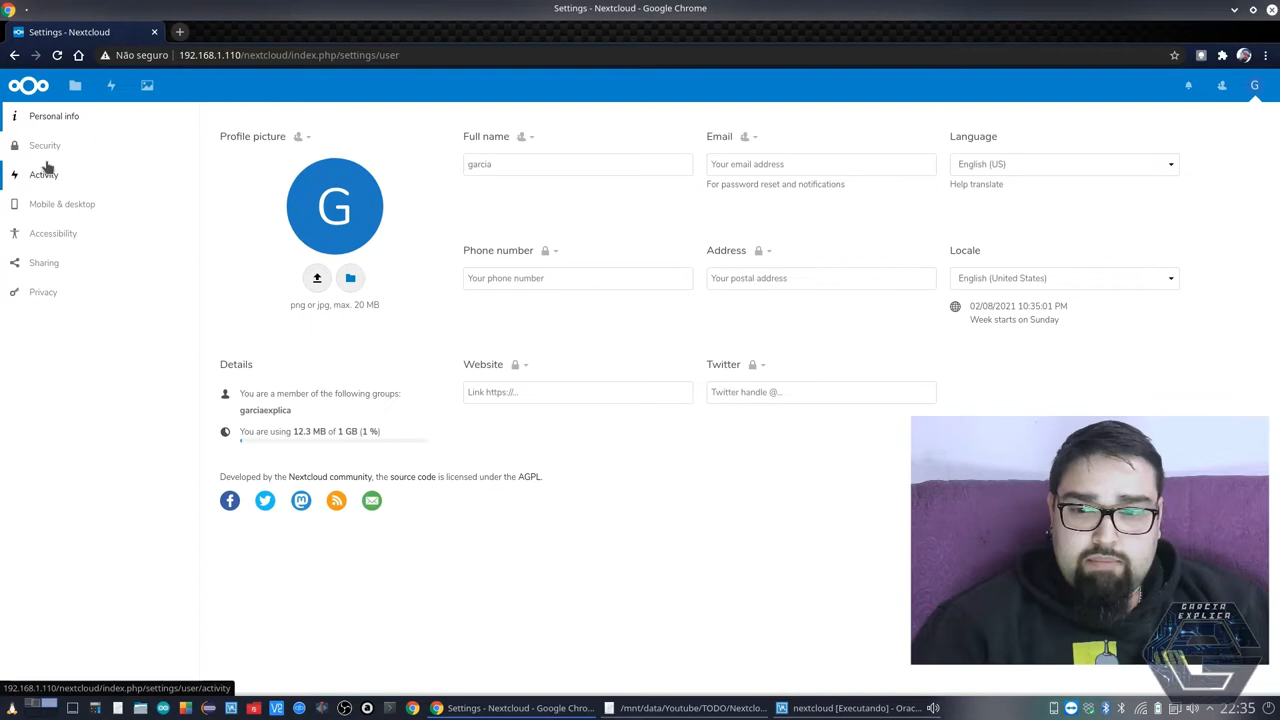 Settings - Nextcloud - Google Chrome
Settings - Nextcloud
Não seguro
192.168.1.110/nextcloud/index.php/settings/user
G
Personal info
Security
Activity
Mobile & desktop
Accessibility
Sharing
Privacy
Profile picture
G
png or jpg, max. 20 MB
Full name
garcia
Email
Your email address
For password reset and notifications
Language
English (US)
Help translate
Phone number
Your phone number
Address
Your postal address
Locale
English (United States)
02/08/2021 10:35:01 PM
Week starts on Sunday
Details
You are a member of the following groups:
garciaexplica
You are using 12.3 MB of 1 GB (1 %)
Website
Link https://...
Twitter
Twitter handle @...
Developed by the Nextcloud community, the source code is licensed under the AGPL.
GARCIA
EXPLICA
192.168.1.110/nextcloud/index.php/settings/user/activity
Settings - Nextcloud - Google Chro...
/mnt/data/Youtube/TODO/Nextclo...
nextcloud [Executando] - Orac...
22:35